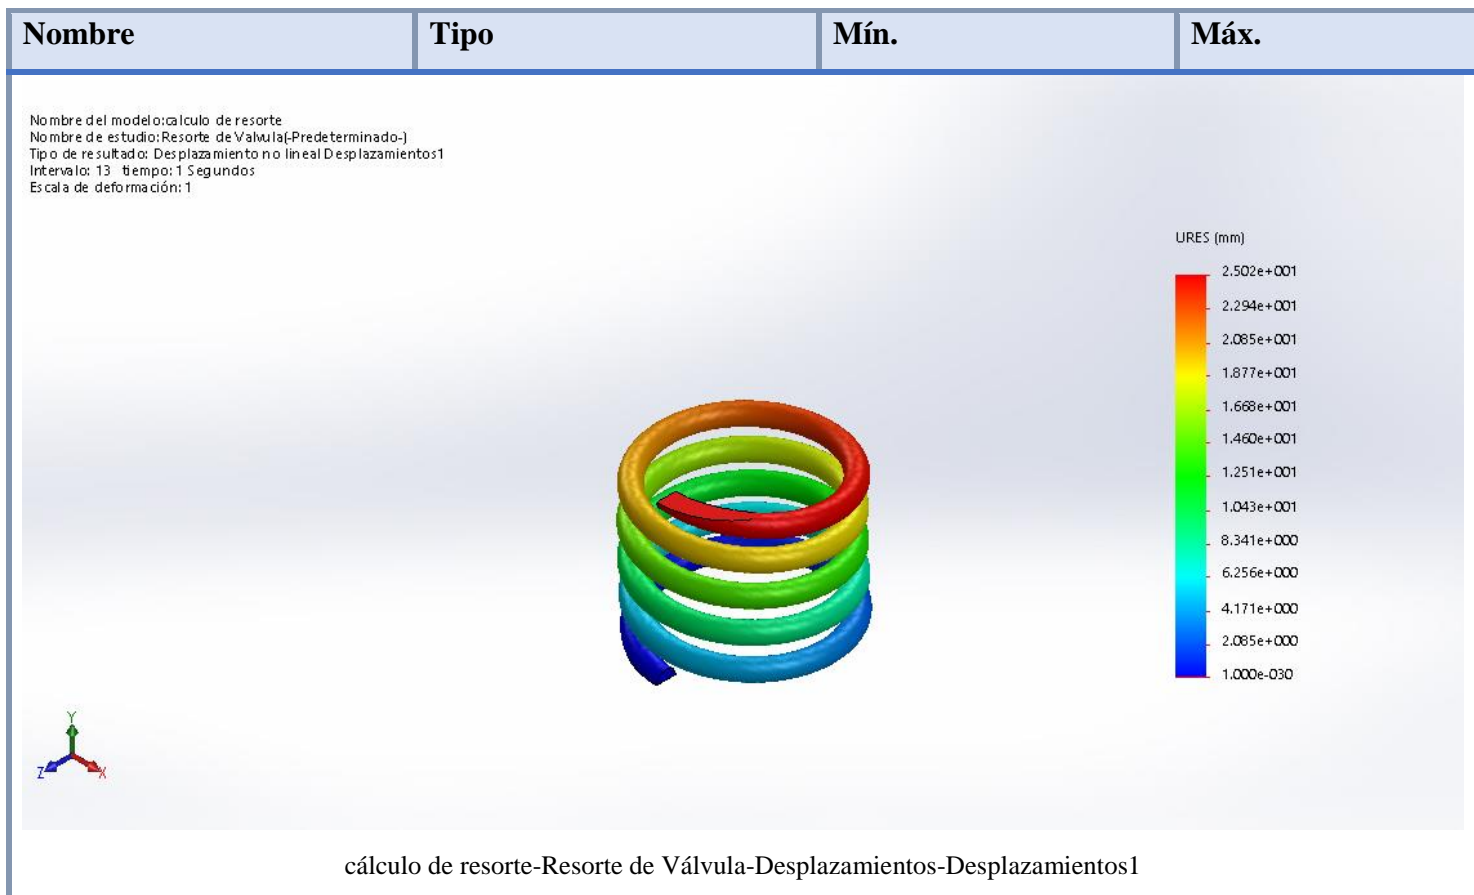 Nombre Tipo Mín. Máx.
Nombre del modelo:calculo de resorte
Nombre de estudio:Resorte de Valvula(-Predeterminado-)
Tipo de resultado: Desplazamiento no lineal Desplazamientos1
Intervalo: 13 tiempo: 1 Segundos
Escala de deformación: 1
URES (mm)
2.502e+001
2.294e+001
2.085e+001
1.877e+001
1.668e+001
1.460e+001
1.251e+001
1.043e+001
8.341e+000
6.256e+000
4.171e+000
2.085e+000
1.000e-030
Y
Z X
cálculo de resorte-Resorte de Válvula-Desplazamientos-Desplazamientos1